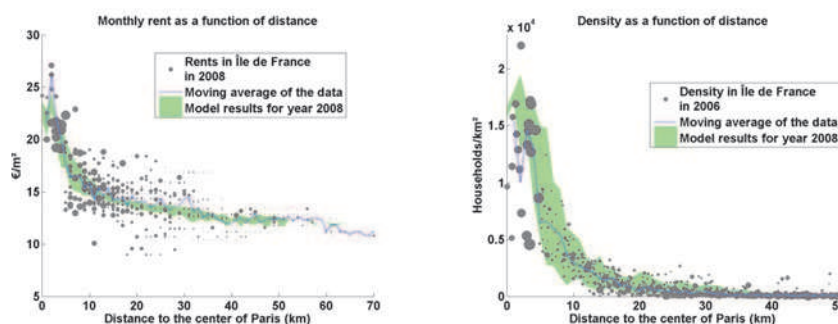 Monthly rent as a function of distance
30
25
20
15
10
5
€/m²
Rents in Île de France
in 2008
Moving average of the data
Model results for year 2008
0 10 20 30 40 50 60 70
Distance to the center of Paris (km)
Density as a function of distance
x 10⁴
2
1.5
1
0.5
0
Households/km²
Density in Île de France
in 2006
Moving average of the data
Model results for year 2008
0 10 20 30 40 50
Distance to the center of Paris (km)